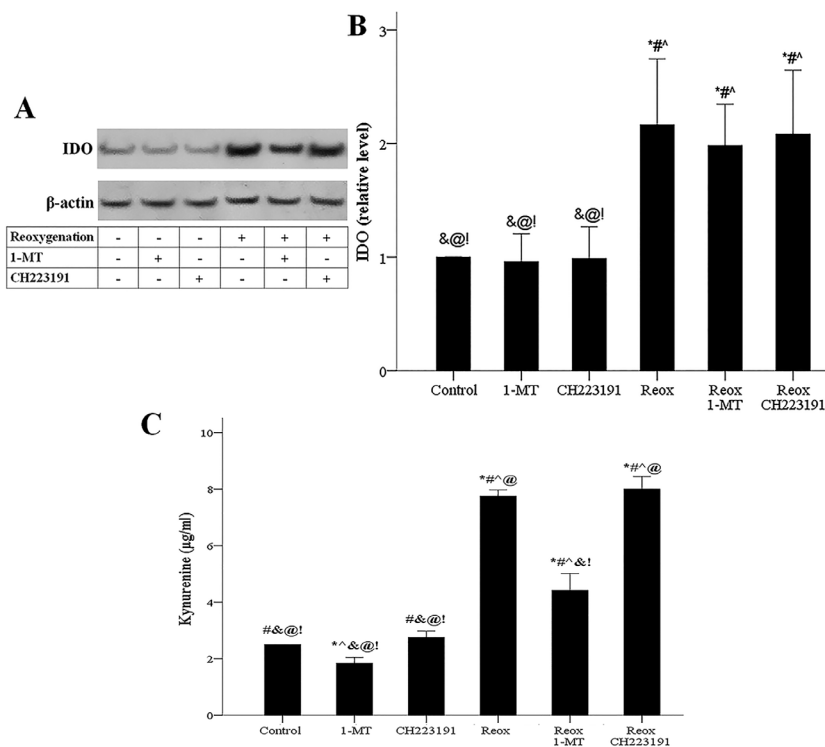 A
IDO
β-actin
Reoxygenation - - - + + +
1-MT - + - - + -
CH223191 - - + - - +
B
IDO (relative level)
3
2
1
0
&@!
&@!
&@!
*#^
*#^
*#^
Control 1-MT CH223191 Reox Reox 1-MT Reox CH223191
C
Kynurenine (μg/ml)
10
8
6
4
2
0
#&@!
*^&@!
#&@!
*#^@
*#^&!
*#^@
Control 1-MT CH223191 Reox Reox 1-MT Reox CH223191